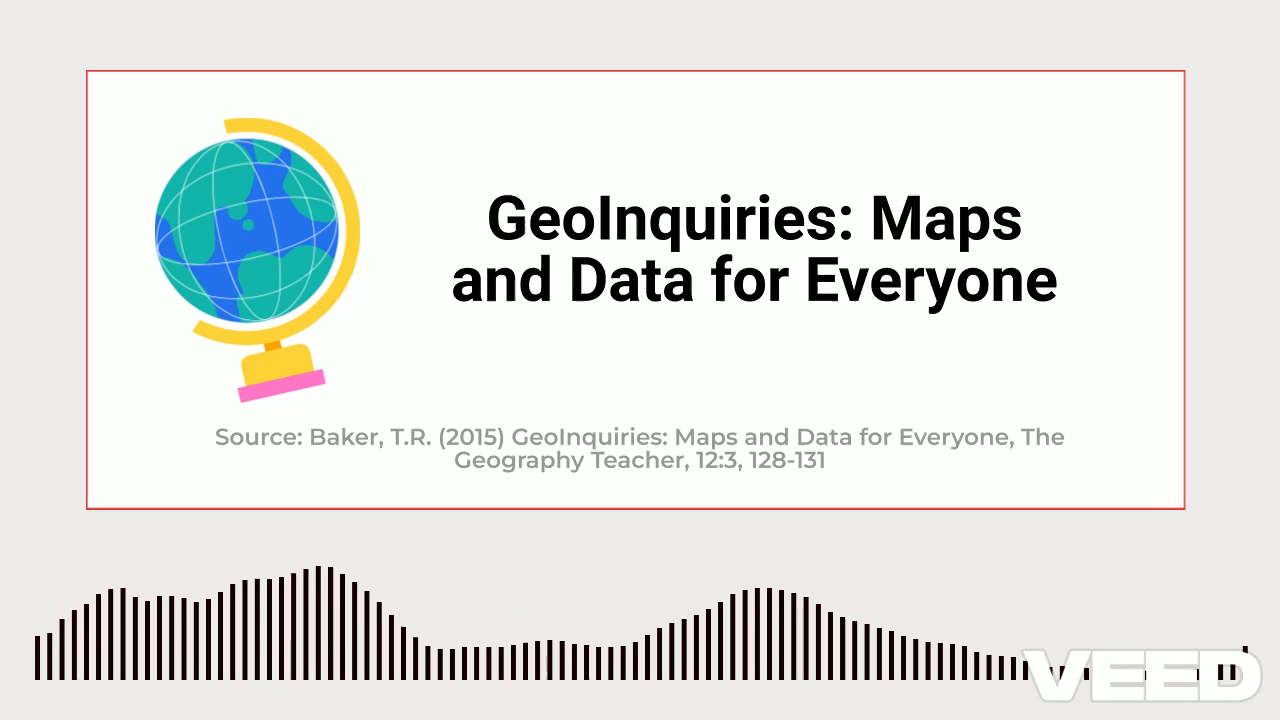 GeoInquiries: Maps
and Data for Everyone
Source: Baker, T.R. (2015) GeoInquiries: Maps and Data for Everyone, The
Geography Teacher, 12:3, 128-131
VEED